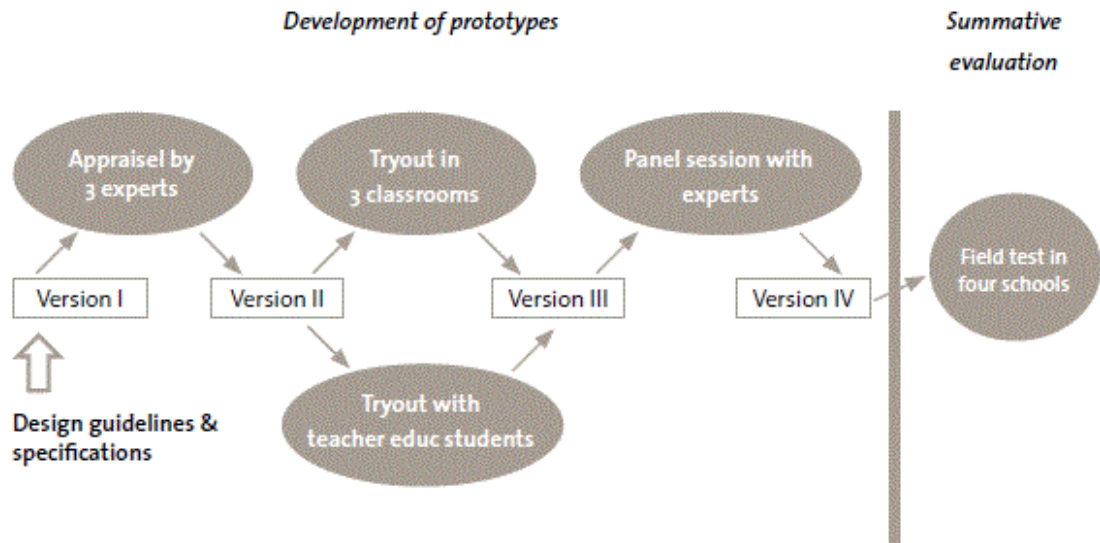 Development of prototypes
Summative
evaluation
Appraisel by
3 experts
Tryout in
3 classrooms
Panel session with
experts
Field test in
four schools
Version I
Version II
Version III
Version IV
Design guidelines &
specifications
Tryout with
teacher educ students